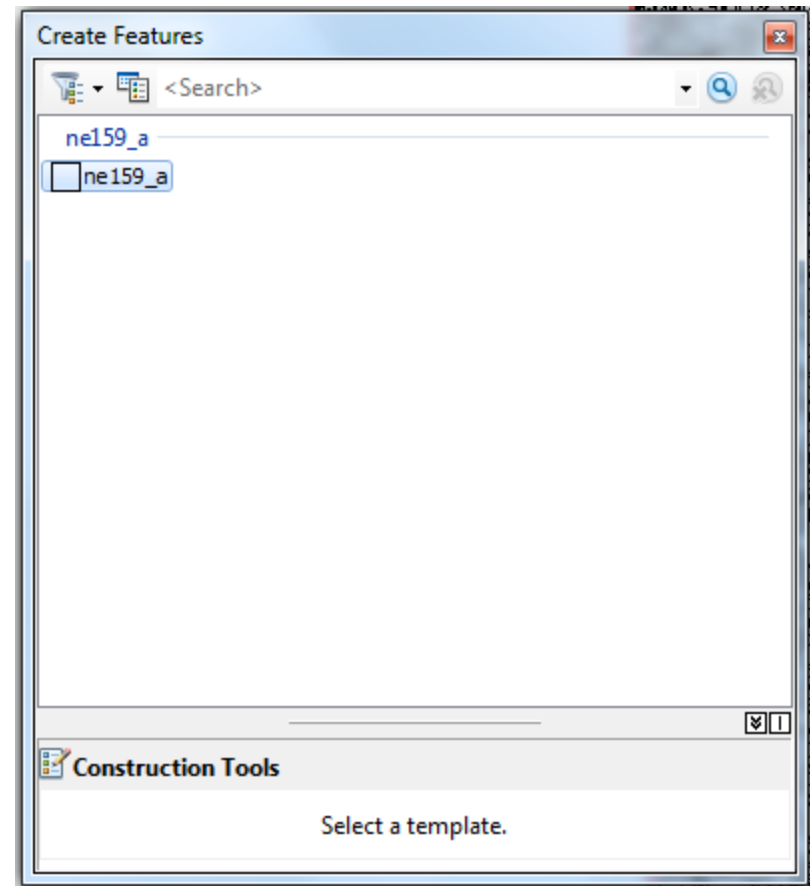 Create Features
<Search>
ne159_a
ne159_a
Construction Tools
Select a template.